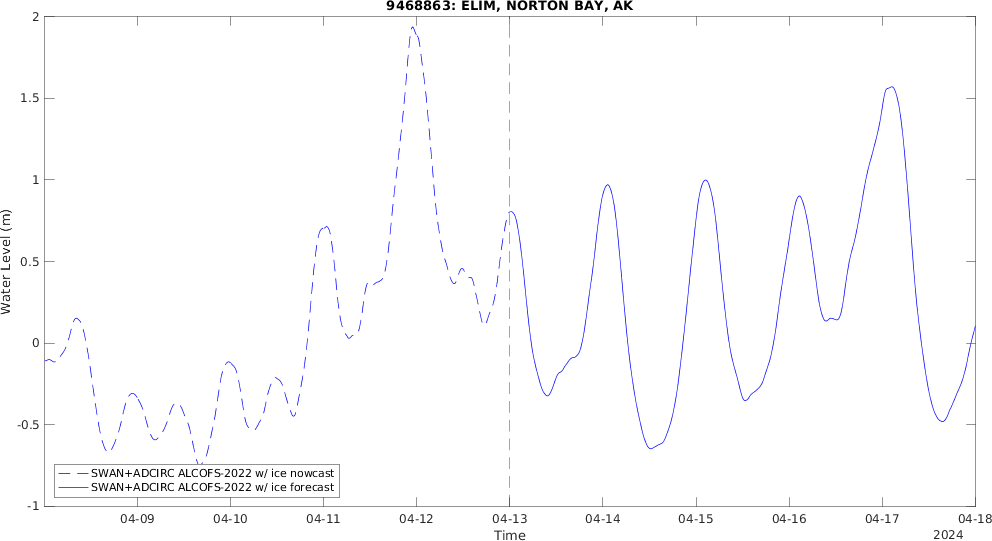 9468863: ELIM, NORTON BAY, AK
Water Level (m)
2
1.5
1
0.5
0
-0.5
-1
SWAN+ADCIRC ALCOFS-2022 w/ ice nowcast
SWAN+ADCIRC ALCOFS-2022 w/ ice forecast
04-09 04-10 04-11 04-12 04-13 04-14 04-15 04-16 04-17 04-18
Time
2024